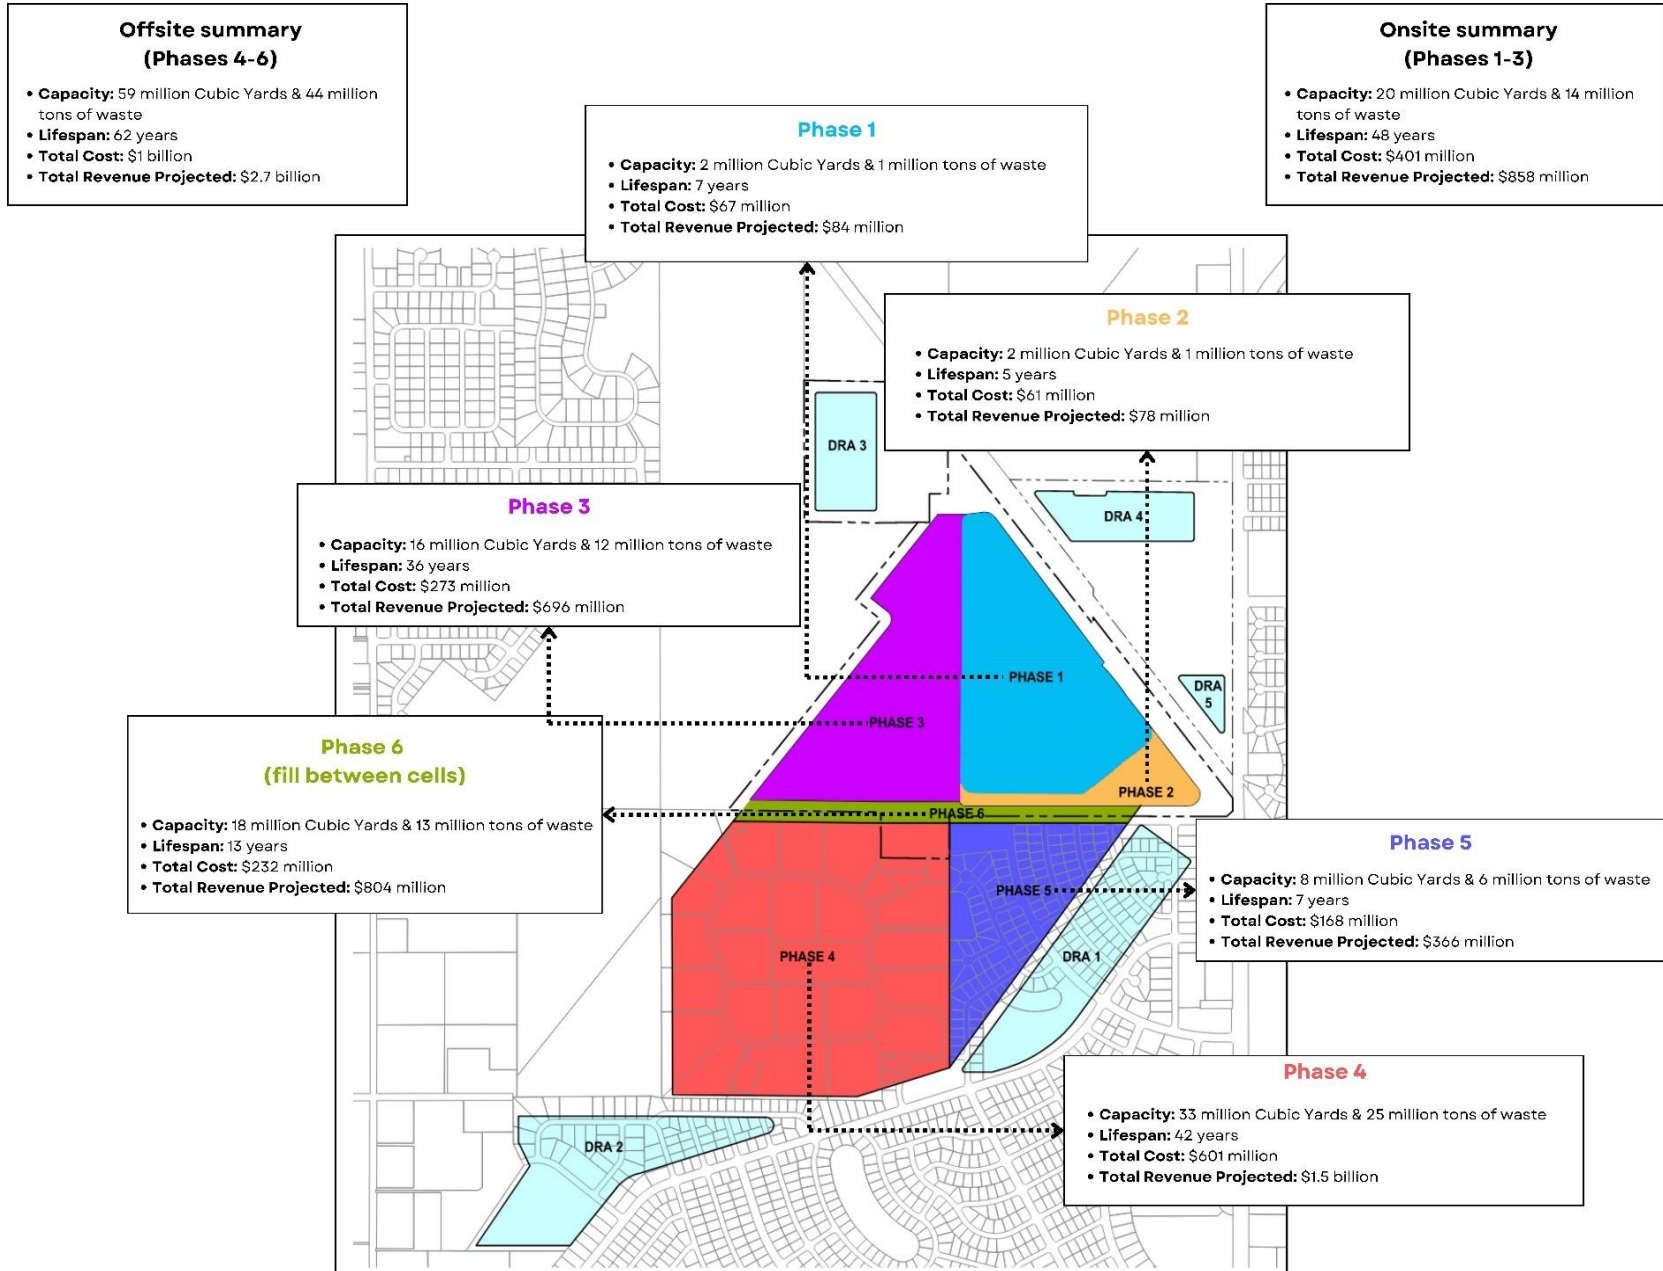 Offsite summary
(Phases 4-6)
• Capacity: 59 million Cubic Yards & 44 million
tons of waste
• Lifespan: 62 years
• Total Cost: $1 billion
• Total Revenue Projected: $2.7 billion
Onsite summary
(Phases 1-3)
• Capacity: 20 million Cubic Yards & 14 million
tons of waste
• Lifespan: 48 years
• Total Cost: $401 million
• Total Revenue Projected: $858 million
Phase 1
• Capacity: 2 million Cubic Yards & 1 million tons of waste
• Lifespan: 7 years
• Total Cost: $67 million
• Total Revenue Projected: $84 million
Phase 2
• Capacity: 2 million Cubic Yards & 1 million tons of waste
• Lifespan: 5 years
• Total Cost: $61 million
• Total Revenue Projected: $78 million
DRA 3
DRA 4
Phase 3
• Capacity: 16 million Cubic Yards & 12 million tons of waste
• Lifespan: 36 years
• Total Cost: $273 million
• Total Revenue Projected: $696 million
PHASE 1
DRA
5
PHASE 3
PHASE 2
PHASE 6
Phase 6
(fill between cells)
• Capacity: 18 million Cubic Yards & 13 million tons of waste
• Lifespan: 13 years
• Total Cost: $232 million
• Total Revenue Projected: $804 million
Phase 5
• Capacity: 8 million Cubic Yards & 6 million tons of waste
• Lifespan: 7 years
• Total Cost: $168 million
• Total Revenue Projected: $366 million
PHASE 5
PHASE 4
DRA 1
DRA 2
Phase 4
• Capacity: 33 million Cubic Yards & 25 million tons of waste
• Lifespan: 42 years
• Total Cost: $601 million
• Total Revenue Projected: $1.5 billion